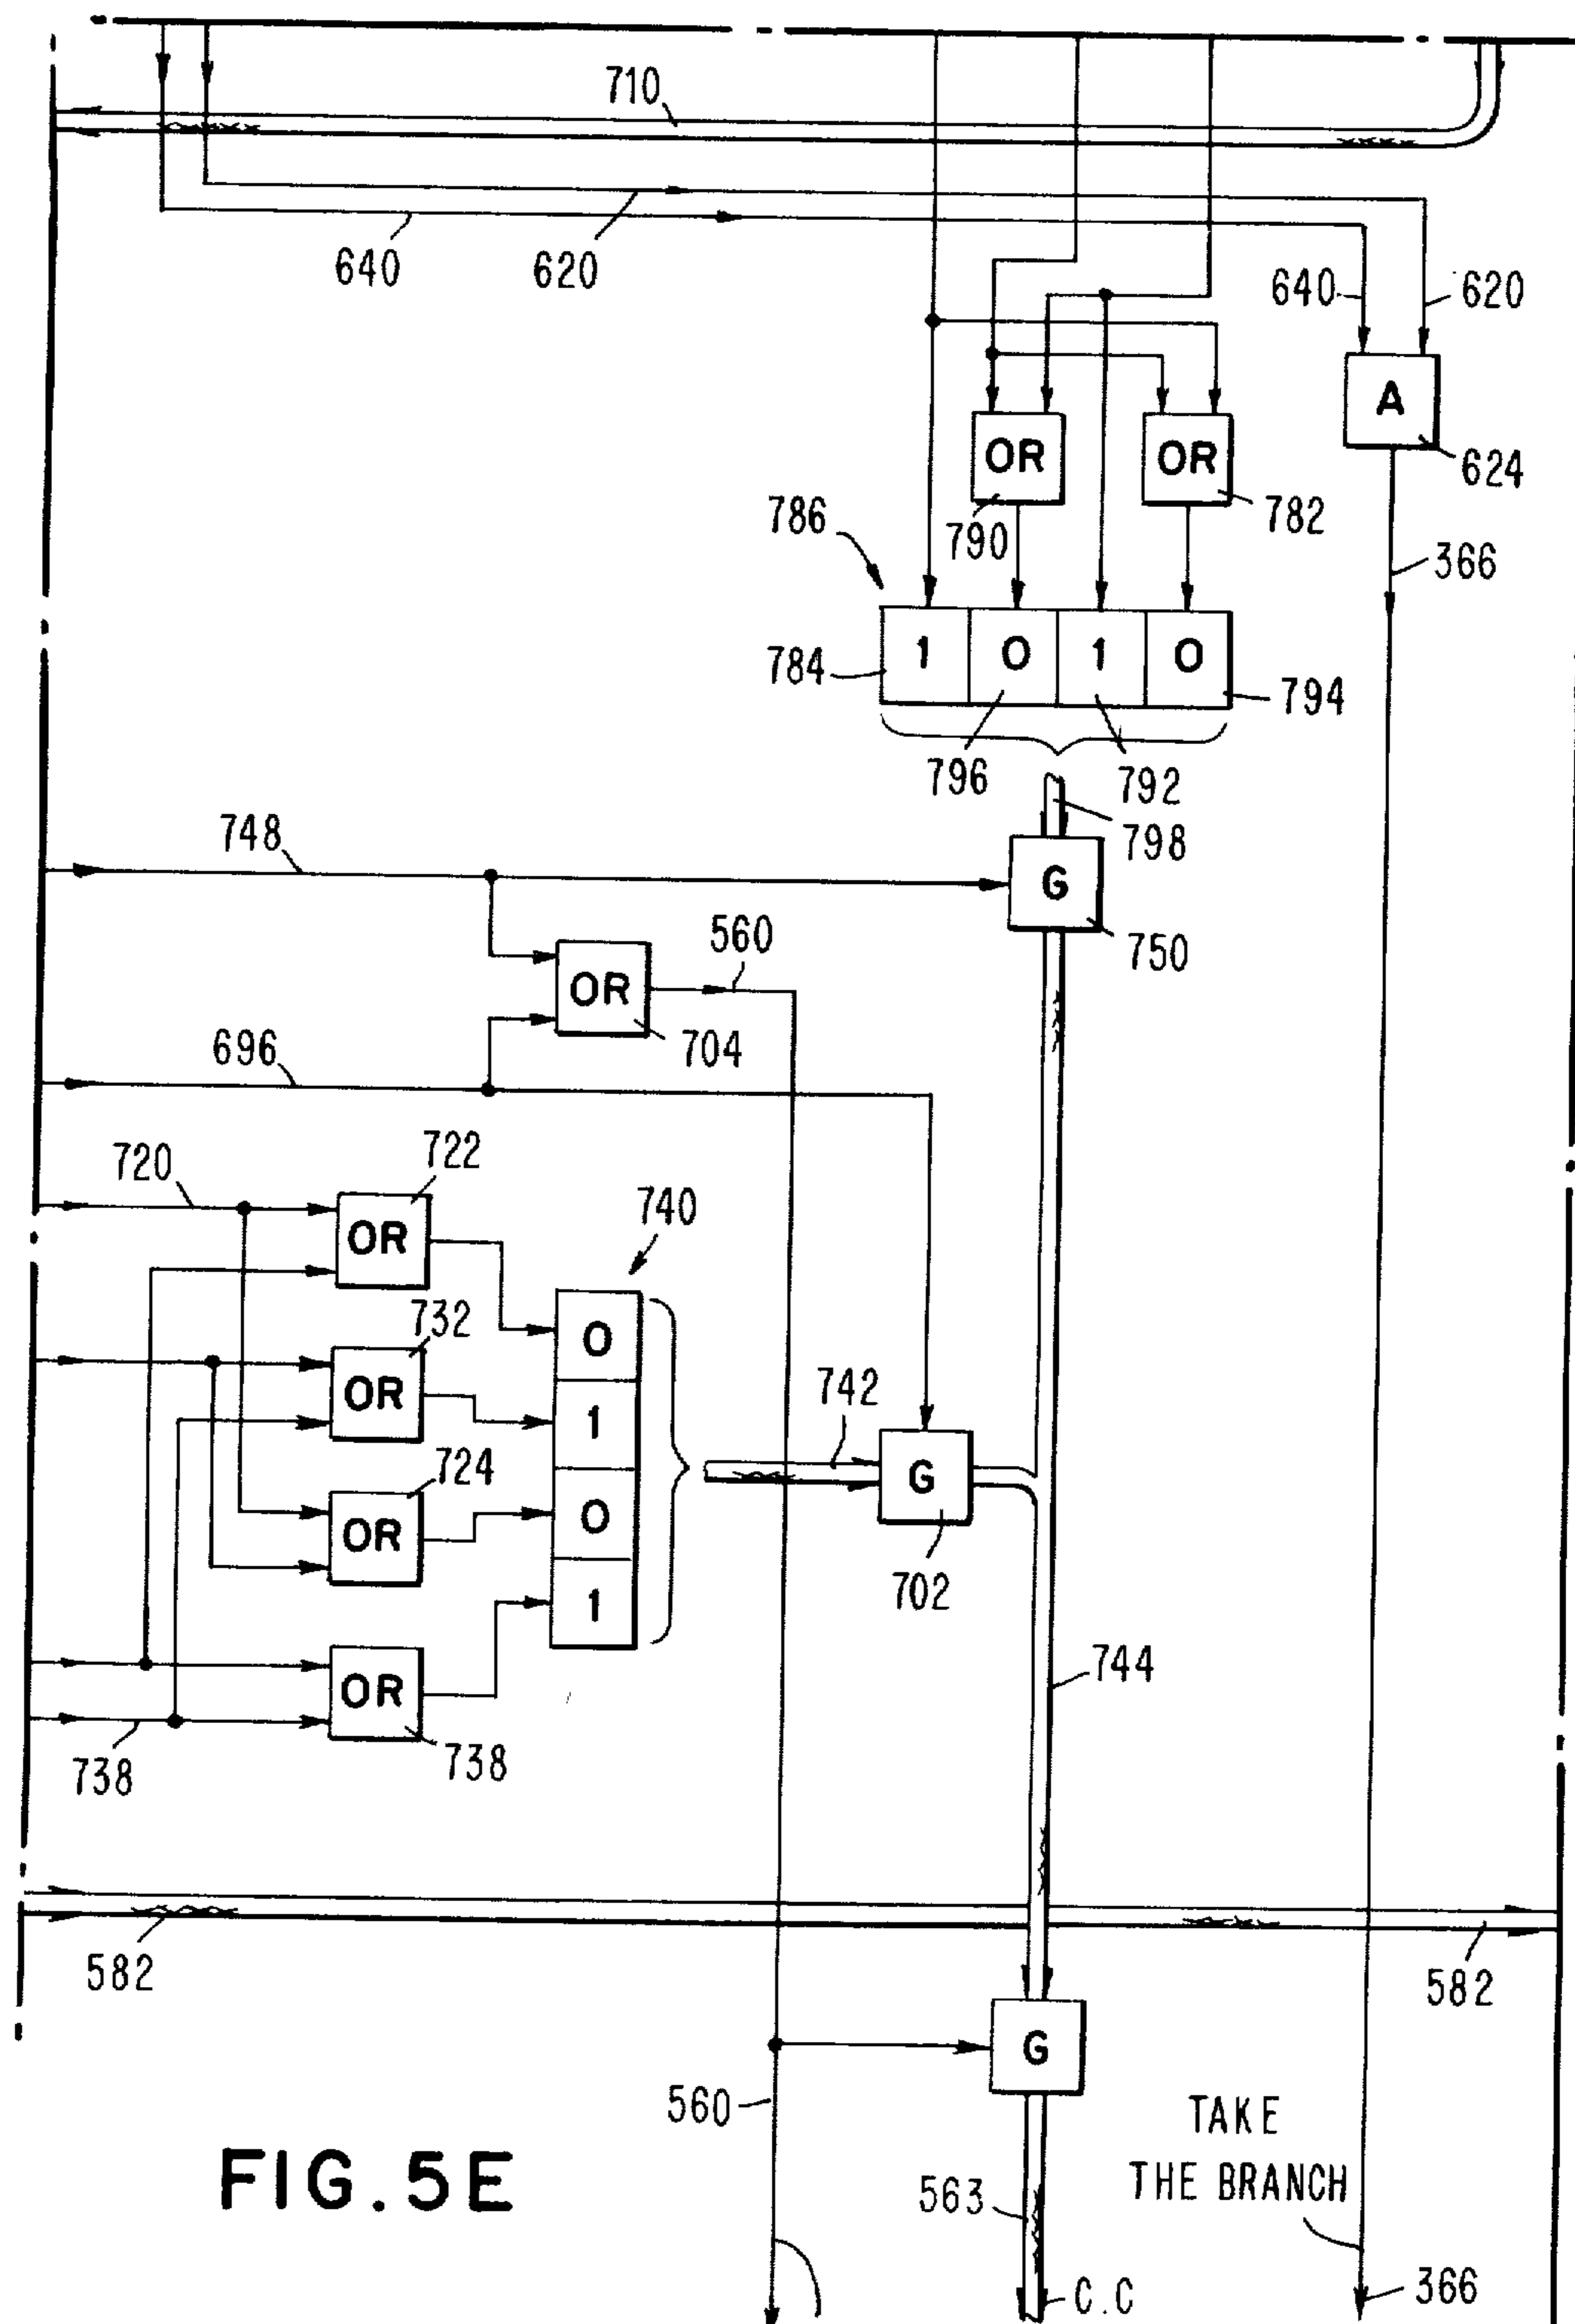 710
640
620
640
620
A
624
OR
OR
790
782
786
366
1
0
1
0
784
794
796
792
798
748
G
750
560
OR
704
696
720
722
OR
740
732
OR
0
1
0
1
742
G
724
OR
702
OR
738
738
744
582
582
G
560
563
TAKE
THE BRANCH
FIG. 5E
C.C
366